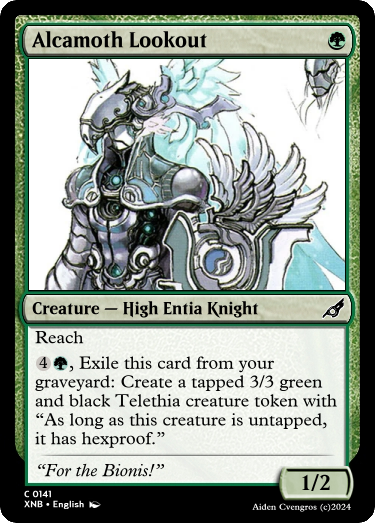 Alcamoth Lookout
Creature — High Entia Knight
Reach
4, Exile this card from your
graveyard: Create a tapped 3/3 green
and black Telethia creature token with
“As long as this creature is untapped,
it has hexproof.”
“For the Bionis!”
1/2
C 0141
XNB • English
Aiden Cvengros (c)2024